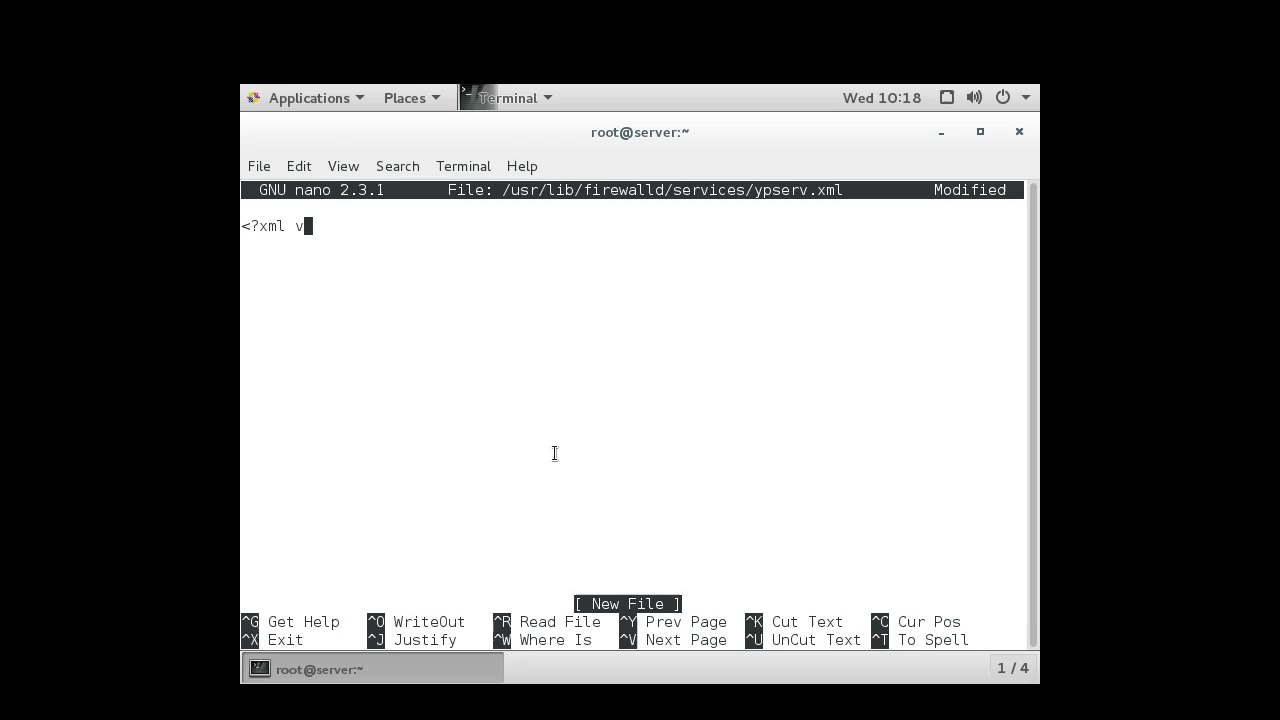 Applications Places Terminal Wed 10:18
root@server:~
File Edit View Search Terminal Help
GNU nano 2.3.1 File: /usr/lib/firewalld/services/ypserv.xml Modified
<?xml v
[ New File ]
^G Get Help ^O WriteOut ^R Read File ^Y Prev Page ^K Cut Text ^C Cur Pos
^X Exit ^J Justify ^W Where Is ^V Next Page ^U UnCut Text ^T To Spell
root@server:~ 1 / 4